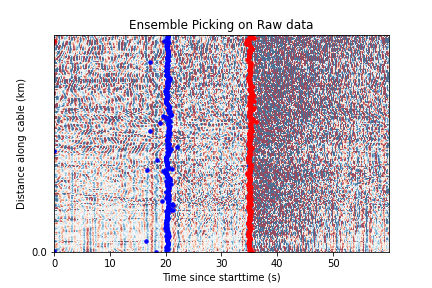 Ensemble Picking on Raw data
Distance along cable (km)
0.0
0 10 20 30 40 50
Time since starttime (s)